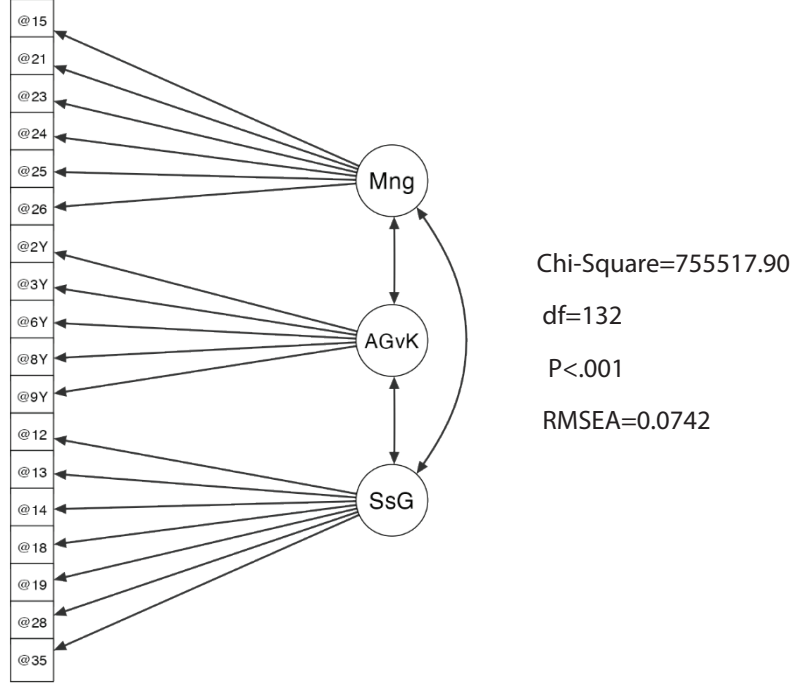 @15
@21
@23
@24
@25
@26
@2Y
@3Y
@6Y
@8Y
@9Y
@12
@13
@14
@18
@19
@28
@35
Mng
AGvK
SsG
Chi-Square=755517.90
df=132
P<.001
RMSEA=0.0742